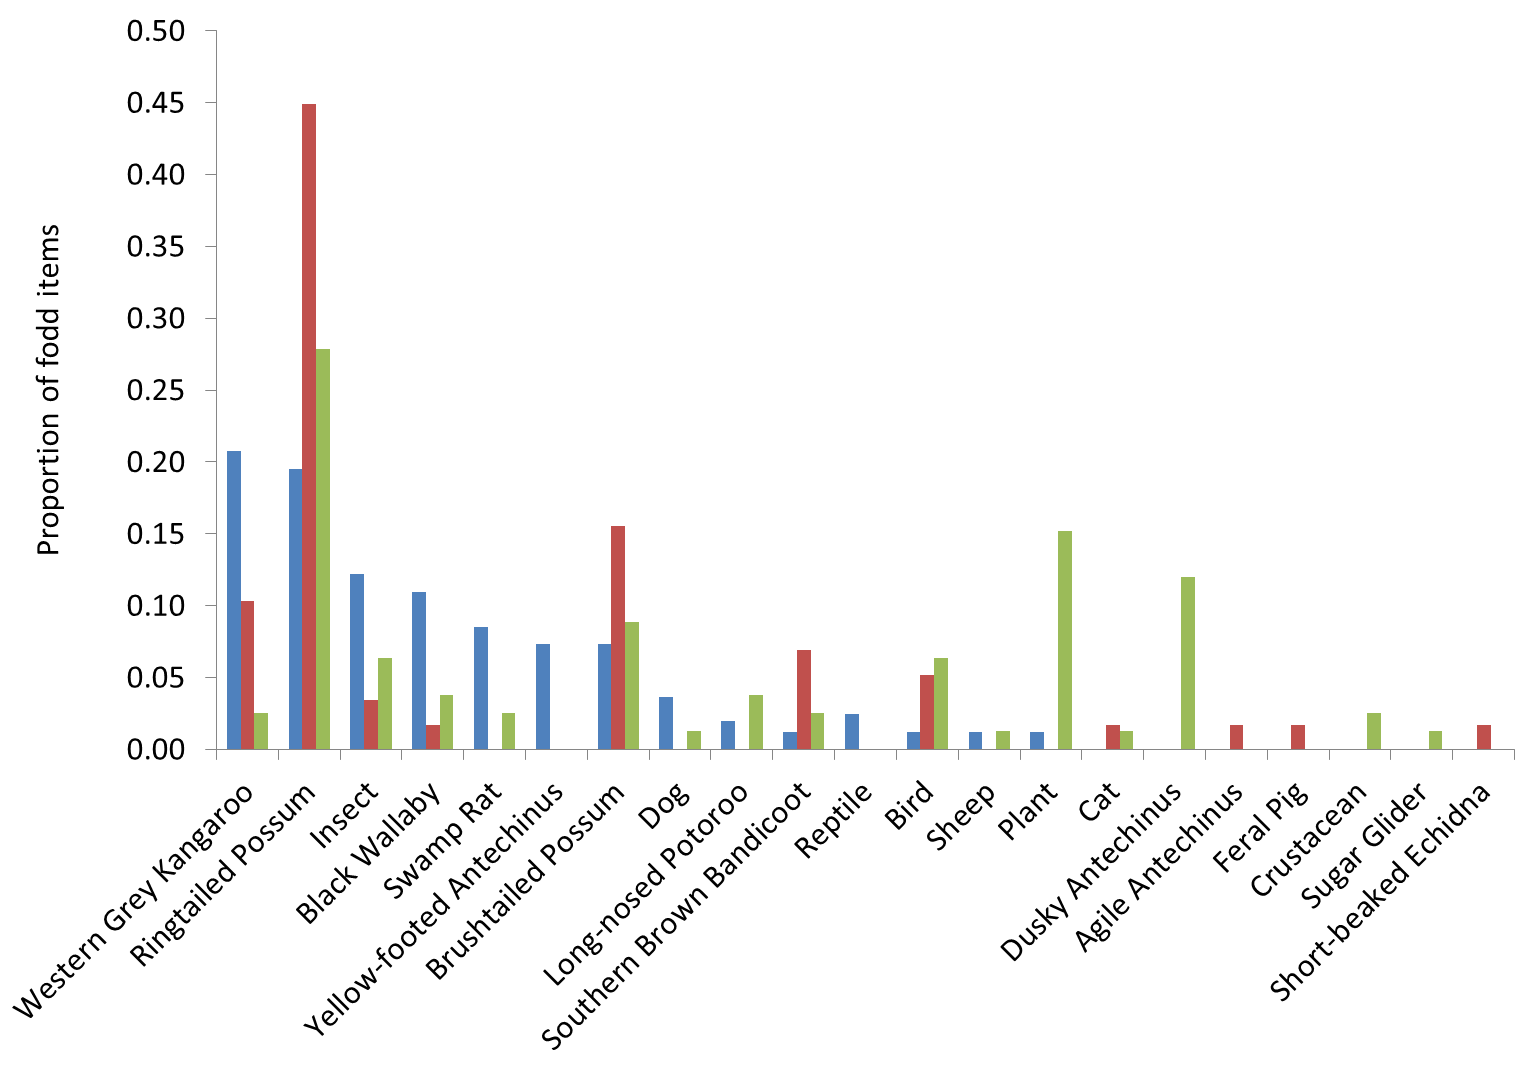 0.50
0.45
0.40
0.35
0.30
0.25
0.20
0.15
0.10
0.05
0.00
Proportion of fodd items
Western Grey Kangaroo
Ringtailed Possum
Insect
Black Wallaby
Swamp Rat
Yellow-footed Antechinus
Brushtailed Possum
Dog
Long-nosed Potoroo
Southern Brown Bandicoot
Reptile
Bird
Sheep
Plant
Cat
Dusky Antechinus
Agile Antechinus
Feral Pig
Crustacean
Sugar Glider
Short-beaked Echidna